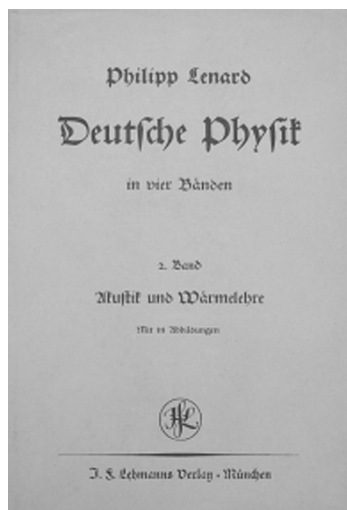 Philipp Lenard
Deutsche Physik
in vier Bänden
2. Band
Akustik und Wärmelehre
Mit Abbildungen
J. F. Lehmanns Verlag · München